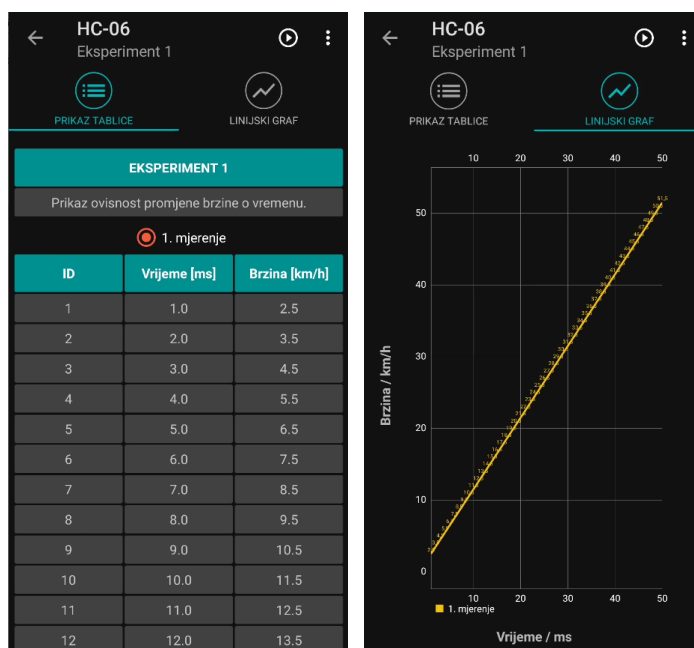 HC-06
Eksperiment 1
PRIKAZ TABLICE
LINIJSKI GRAF
EKSPERIMENT 1
Prikaz ovisnost promjene brzine o vremenu.
1. mjerenje
ID Vrijeme [ms] Brzina [km/h]
1 1.0 2.5
2 2.0 3.5
3 3.0 4.5
4 4.0 5.5
5 5.0 6.5
6 6.0 7.5
7 7.0 8.5
8 8.0 9.5
9 9.0 10.5
10 10.0 11.5
11 11.0 12.5
12 12.0 13.5
HC-06
Eksperiment 1
PRIKAZ TABLICE
LINIJSKI GRAF
10 20 30 40 50
50
40
30
20
10
0
Brzina / km/h
51,5
10 20 30 40 50
1. mjerenje
Vrijeme / ms